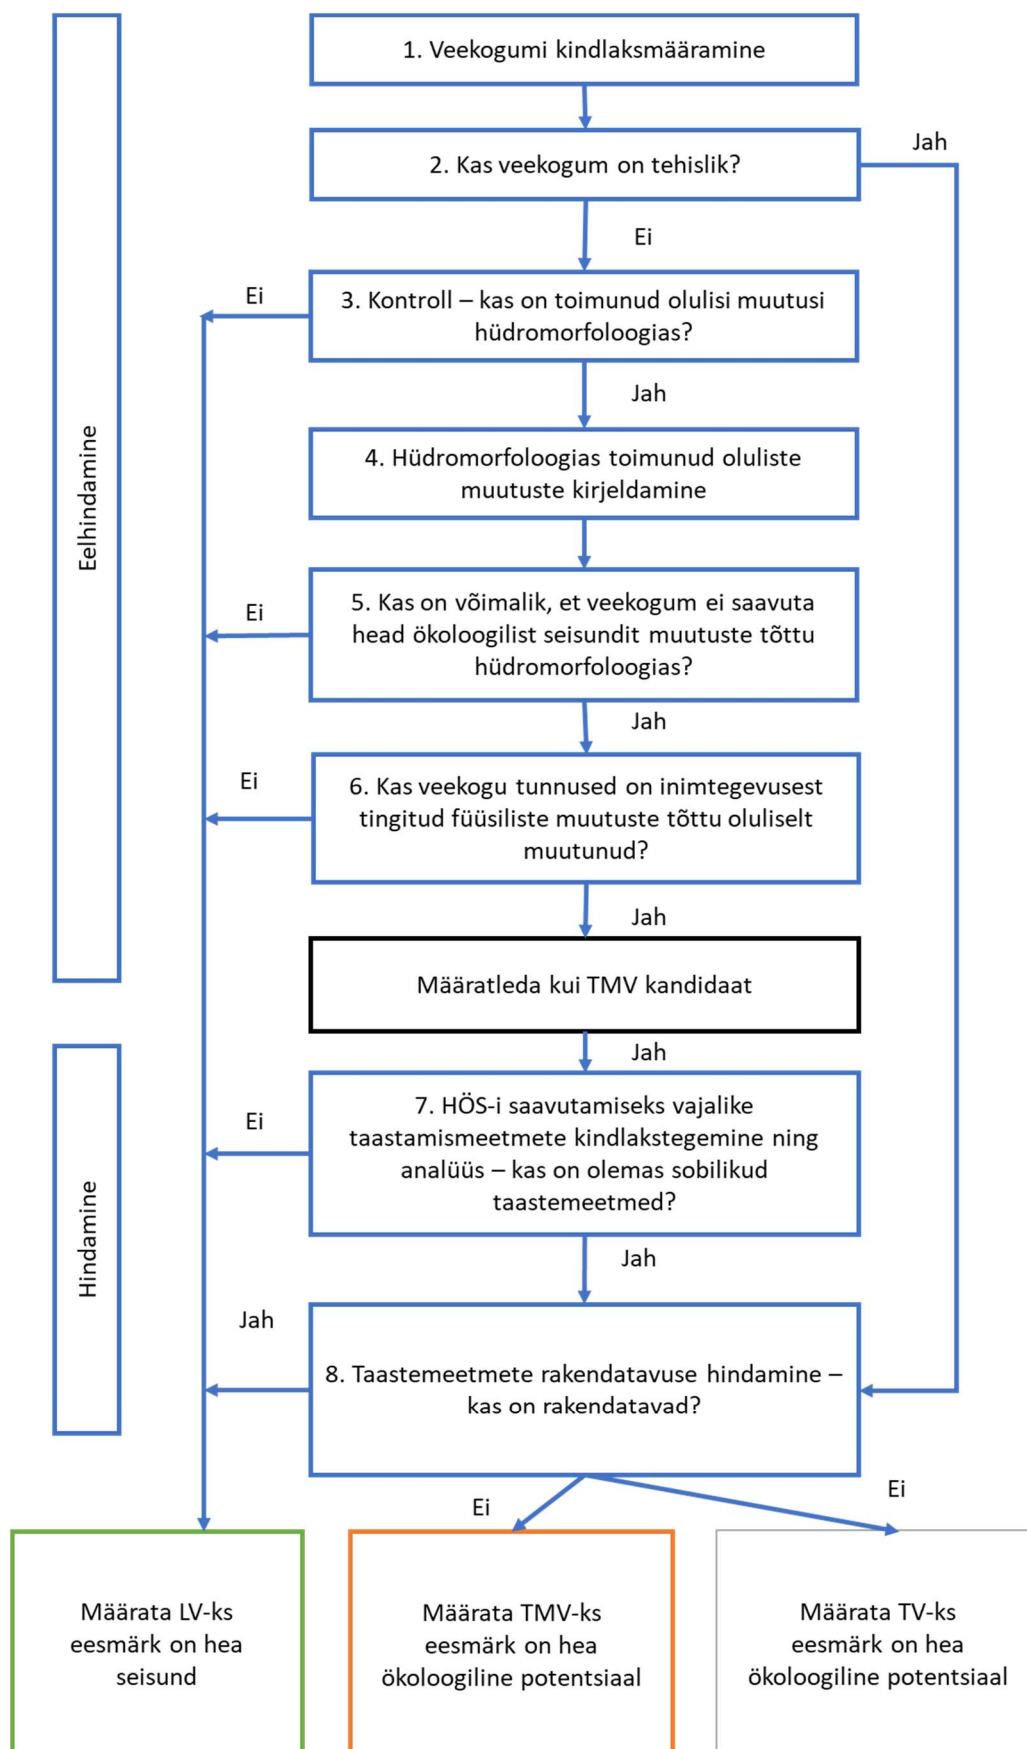 1. Veekogumi kindlaksmääramine
Jah
2. Kas veekogum on tehislik?
Ei
Ei
3. Kontroll – kas on toimunud olulisi muutusi
hüdromorfoloogias?
Jah
4. Hüdromorfoloogias toimunud oluliste
muutuste kirjeldamine
Eelhindamine
Ei
5. Kas on võimalik, et veekogum ei saavuta
head ökoloogilist seisundit muutuste tõttu
hüdromorfoloogias?
Jah
Ei
6. Kas veekogu tunnused on inimtegevusest
tingitud füüsiliste muutuste tõttu oluliselt
muutunud?
Jah
Määratleda kui TMV kandidaat
Jah
Hindamine
Ei
7. HÖS-i saavutamiseks vajalike
taastamismeetmete kindlakstegemine ning
analüüs – kas on olemas sobilikud
taastemeetmed?
Jah
Jah
8. Taastemeetmete rakendatavuse hindamine –
kas on rakendatavad?
Ei
Ei
Määrata LV-ks
eesmärk on hea
seisund
Määrata TMV-ks
eesmärk on hea
ökoloogiline potentsiaal
Määrata TV-ks
eesmärk on hea
ökoloogiline potentsiaal